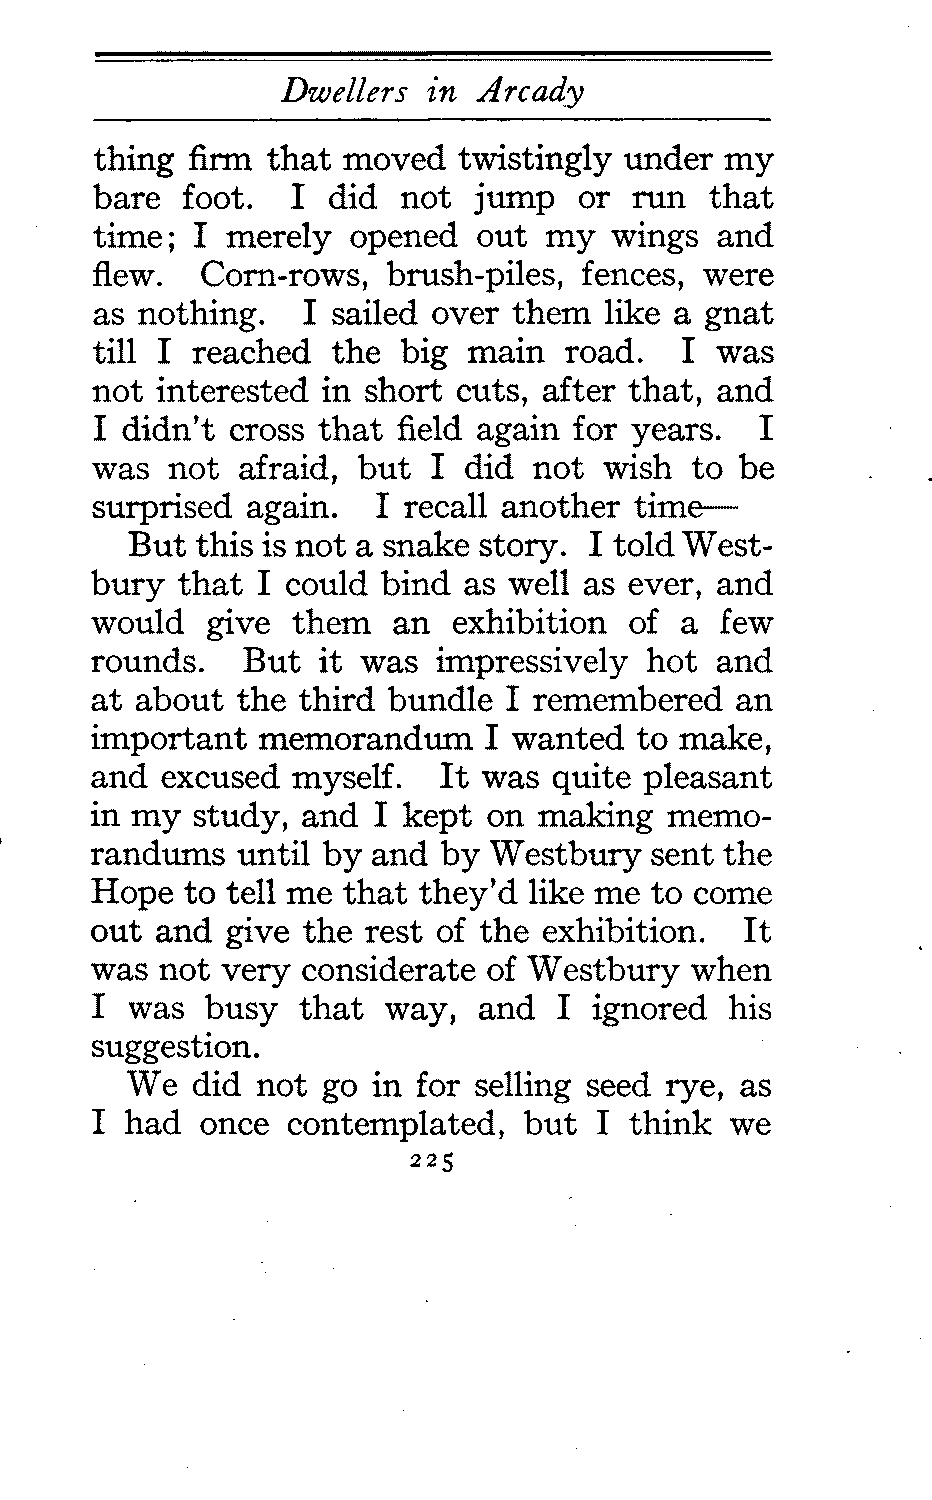 Dwellers in Arcady
thing firm that moved twistingly under my
bare foot. I did not jump or run that
time; I merely opened out my wings and
flew. Corn-rows, brush-piles, fences, were
as nothing. I sailed over them like a gnat
till I reached the big main road. I was
not interested in short cuts, after that, and
I didn't cross that field again for years. I
was not afraid, but I did not wish to be
surprised again. I recall another time—
But this is not a snake story. I told West-
bury that I could bind as well as ever, and
would give them an exhibition of a few
rounds. But it was impressively hot and
at about the third bundle I remembered an
important memorandum I wanted to make,
and excused myself. It was quite pleasant
in my study, and I kept on making memo-
randums until by and by Westbury sent the
Hope to tell me that they'd like me to come
out and give the rest of the exhibition. It
was not very considerate of Westbury when
I was busy that way, and I ignored his
suggestion.
We did not go in for selling seed rye, as
I had once contemplated, but I think we
225